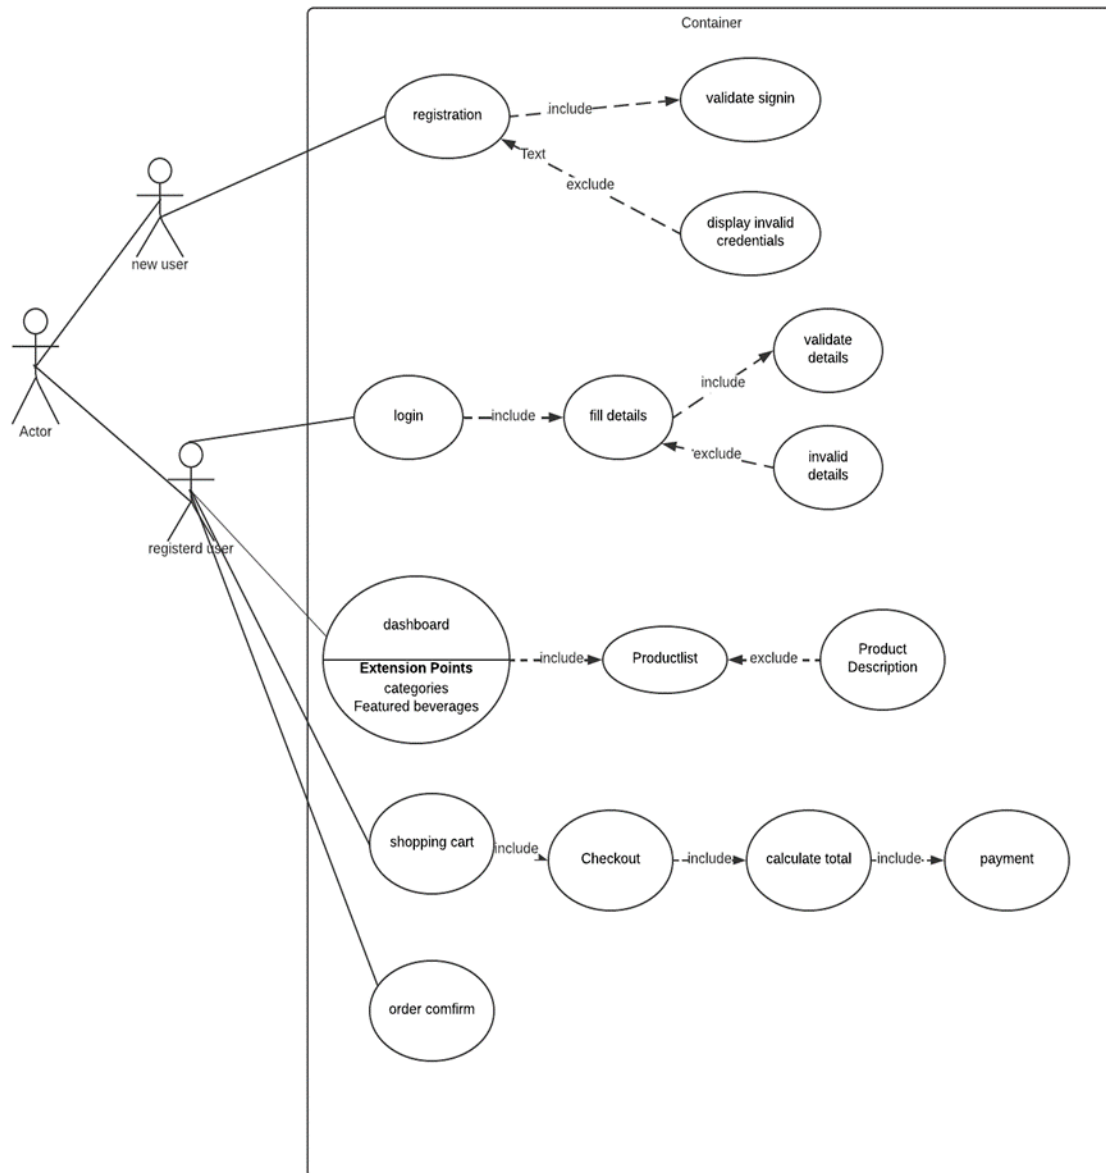 Container
registration
include
validate signin
Text
exclude
display invalid
credentials
new user
Actor
validate
details
include
login
include
fill details
exclude
invalid
details
registerd user
dashboard
Extension Points
categories
Featured beverages
include
Productlist
exclude
Product
Description
shopping cart
include
Checkout
include
calculate total
include
payment
order comfirm